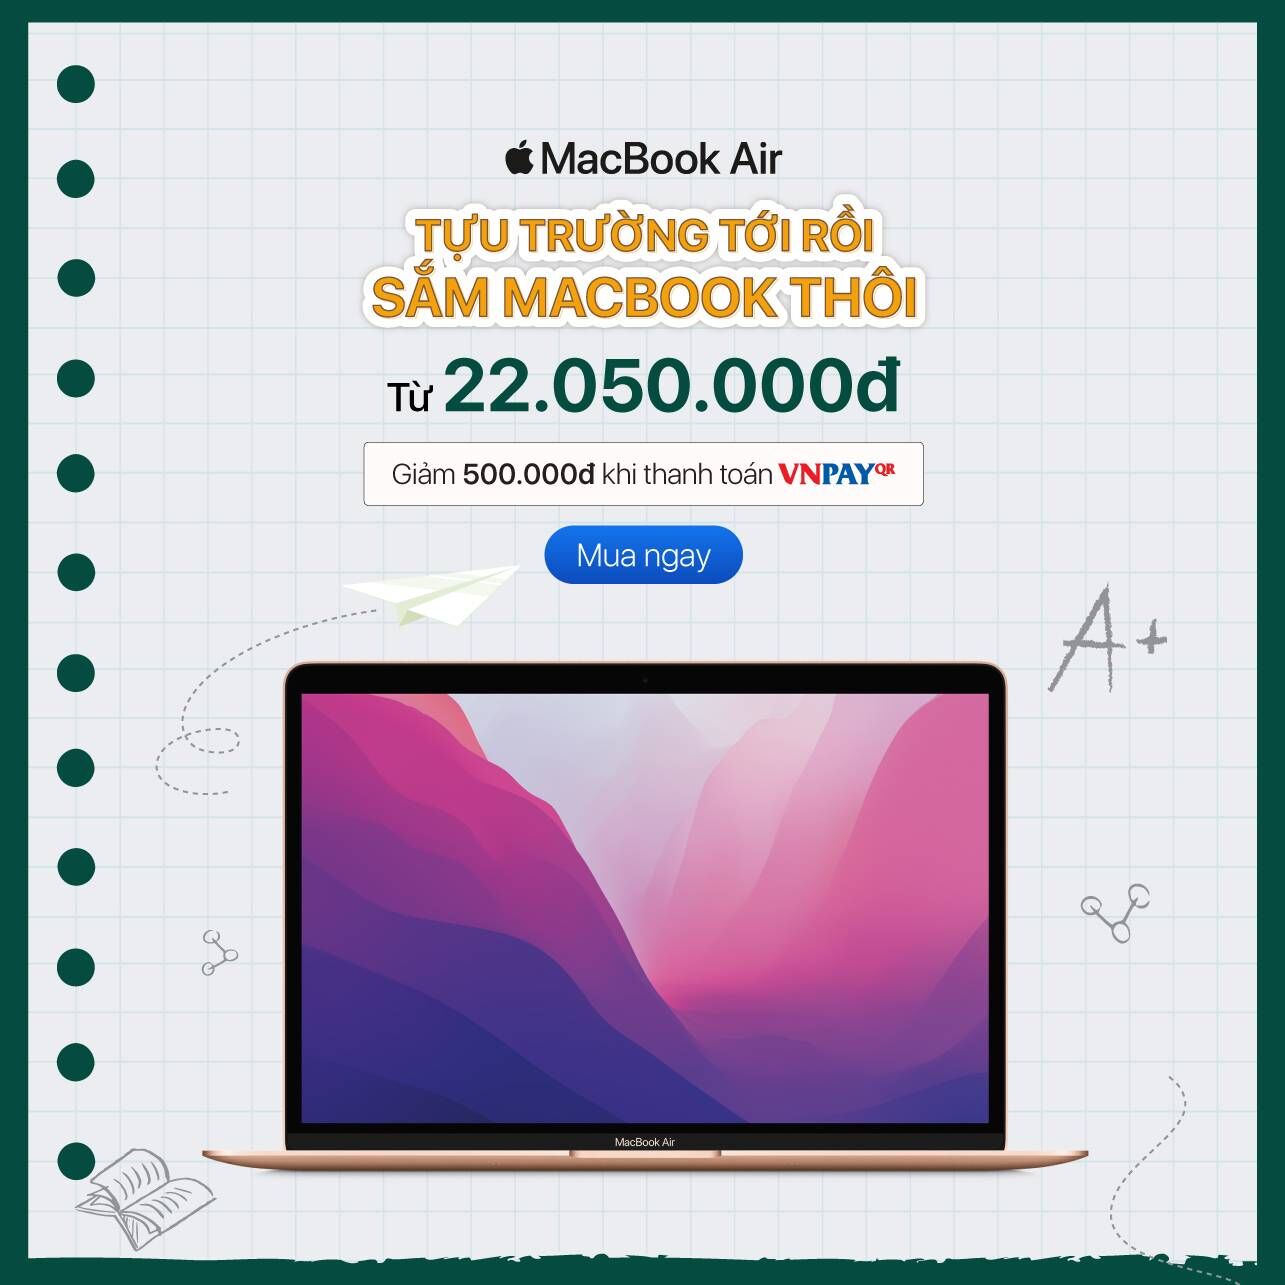 MacBook Air
TỰU TRƯỜNG TỚI RỒI
SẮM MACBOOK THÔI
Từ 22.050.000đ
Giảm 500.000đ khi thanh toán VNPAYQR
Mua ngay
A+
MacBook Air